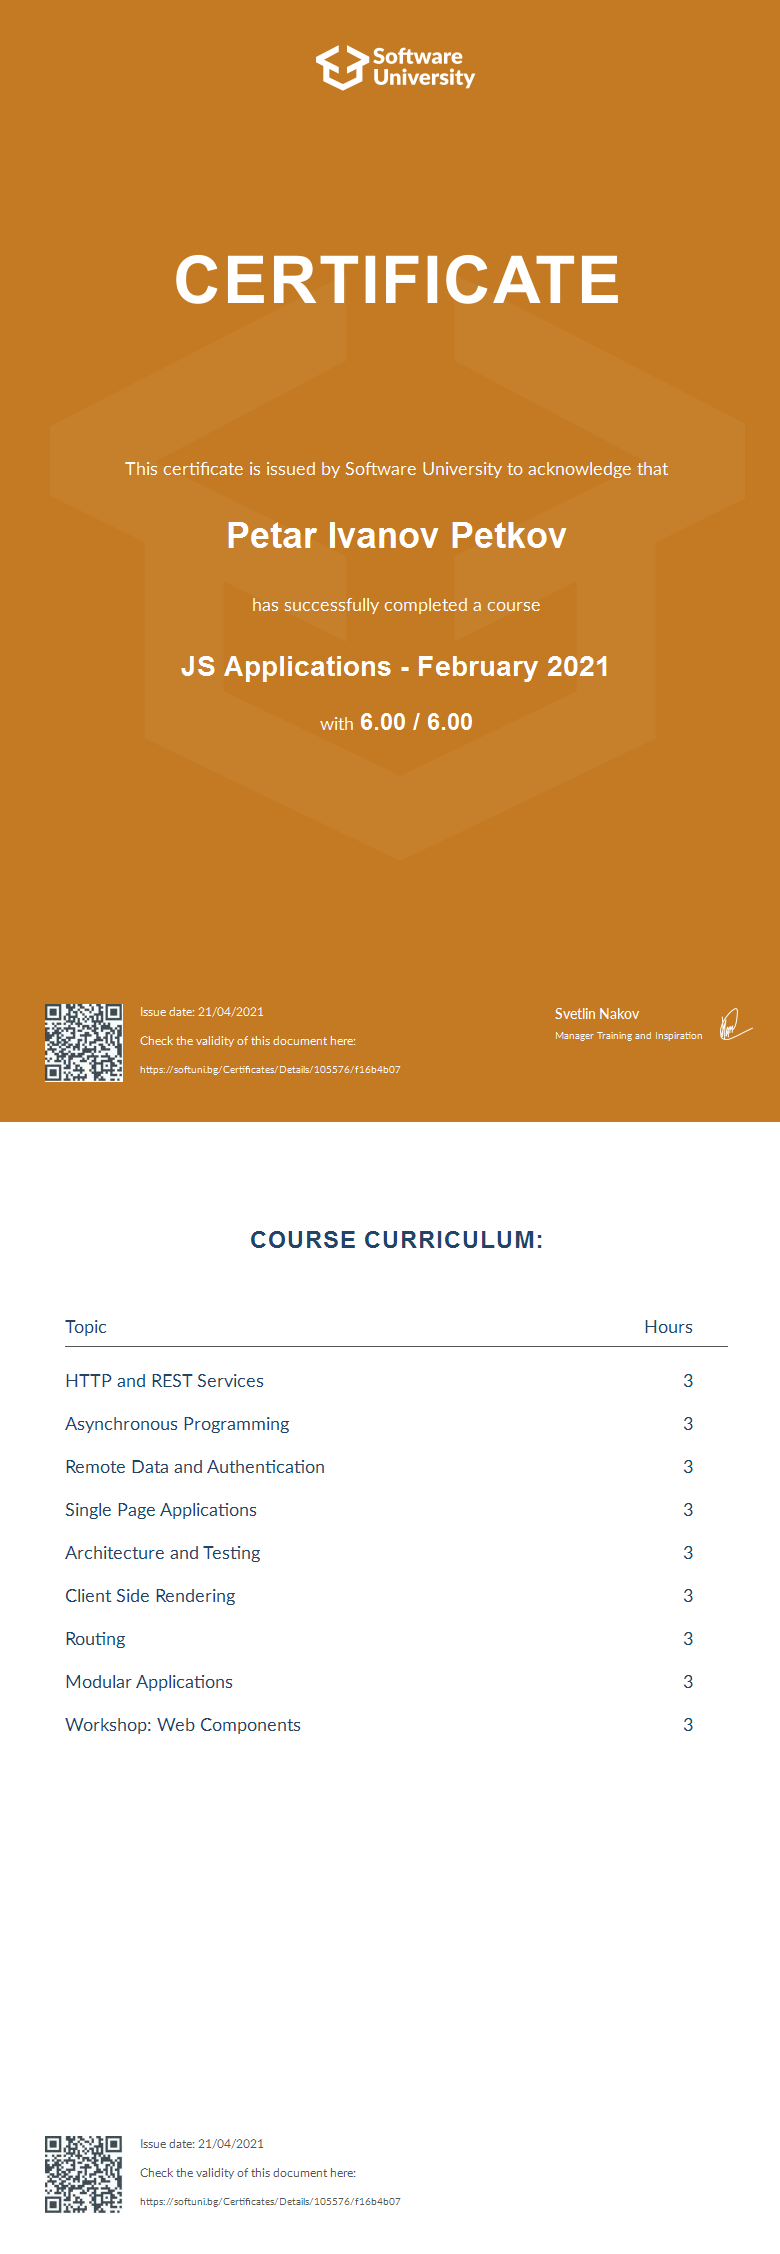 Software
University
CERTIFICATE
This certificate is issued by Software University to acknowledge that
Petar Ivanov Petkov
has successfully completed a course
JS Applications - February 2021
with 6.00 / 6.00
Issue date: 21/04/2021
Check the validity of this document here:
https://softuni.bg/Certificates/Details/105576/f16b4b07
Svetlin Nakov
Manager Training and Inspiration
COURSE CURRICULUM:
Topic Hours
HTTP and REST Services 3
Asynchronous Programming 3
Remote Data and Authentication 3
Single Page Applications 3
Architecture and Testing 3
Client Side Rendering 3
Routing 3
Modular Applications 3
Workshop: Web Components 3
Issue date: 21/04/2021
Check the validity of this document here:
https://softuni.bg/Certificates/Details/105576/f16b4b07